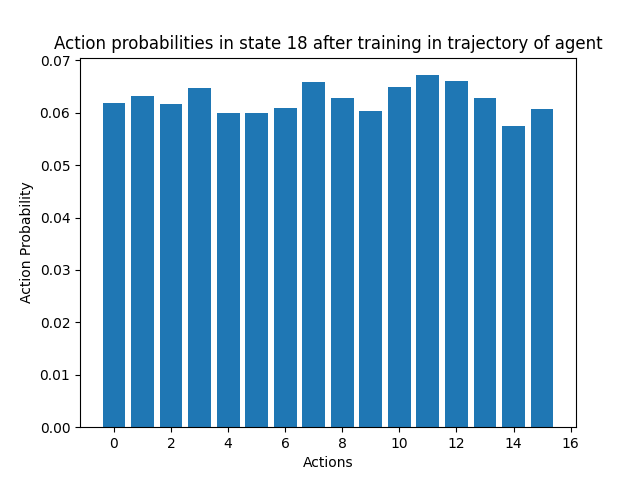 Action probabilities in state 18 after training in trajectory of agent
0.07
0.06
0.05
0.04
0.03
0.02
0.01
0.00
Action Probability
0 2 4 6 8 10 12 14 16
Actions